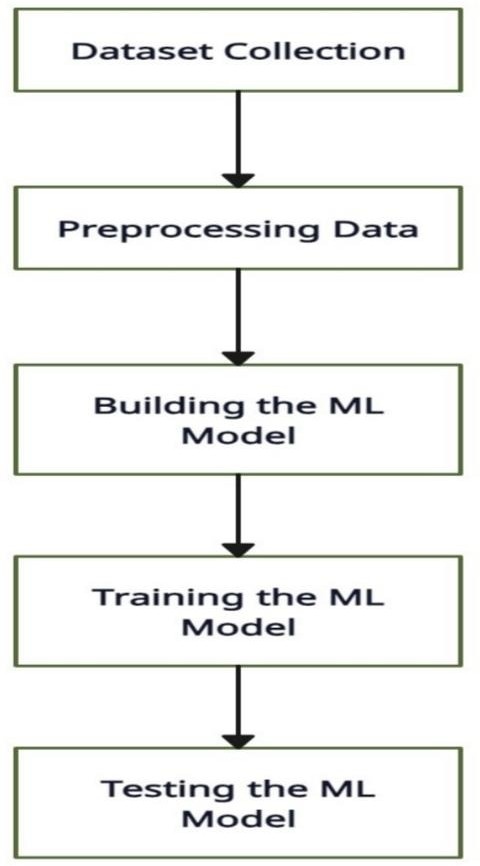 Dataset Collection
Preprocessing Data
Building the ML
Model
Training the ML
Model
Testing the ML
Model